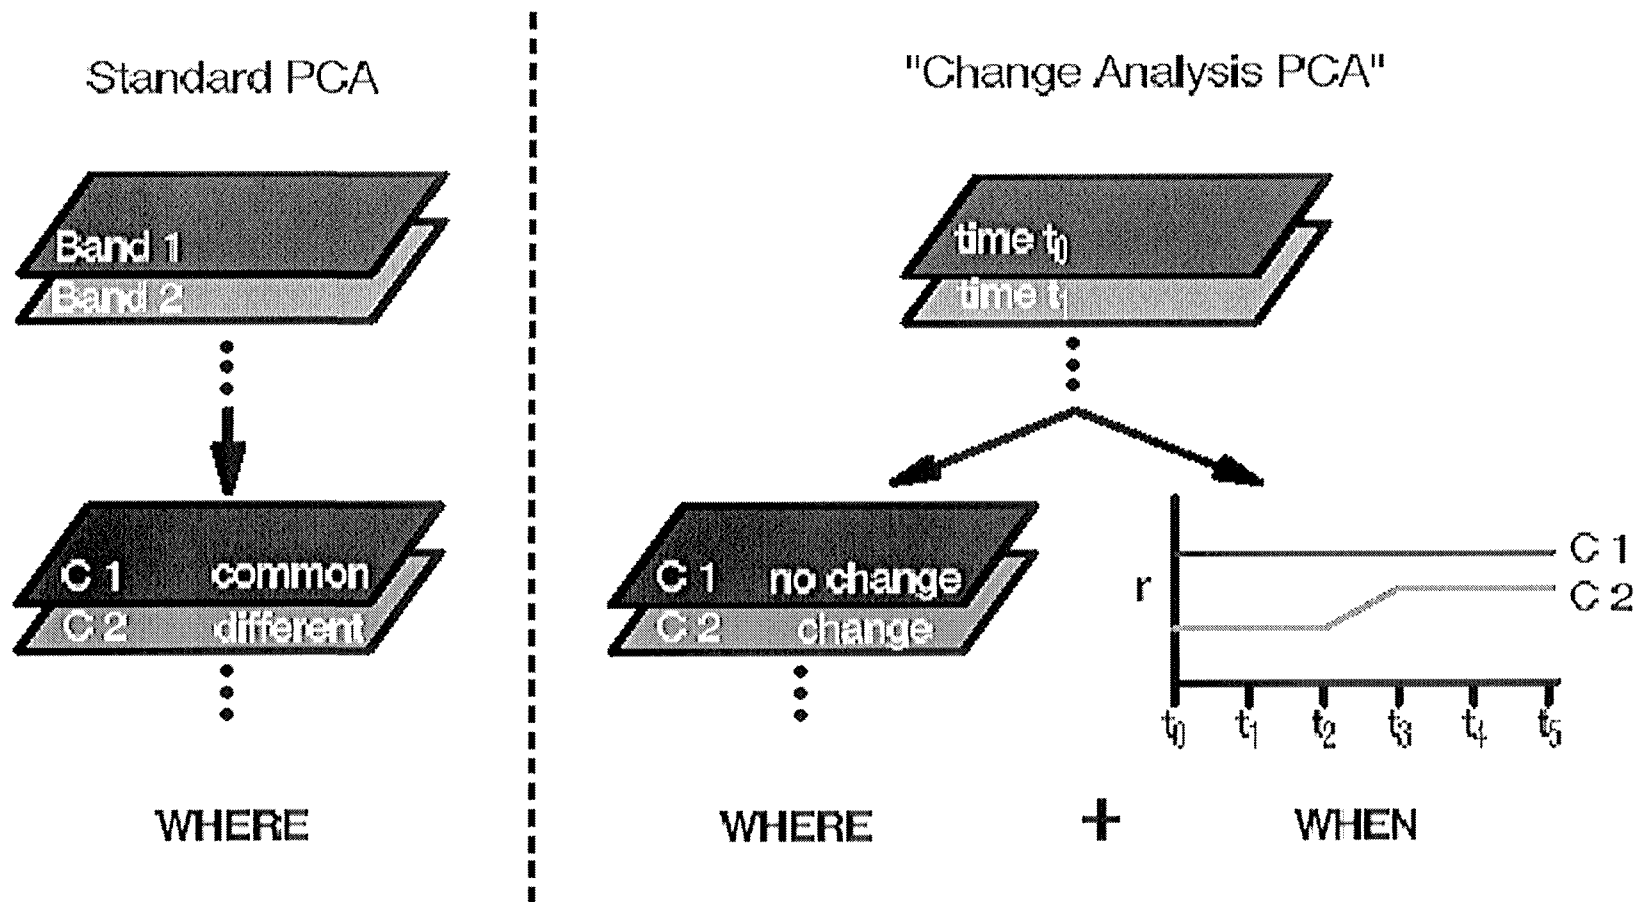 Standard PCA
Band 1
Band 2
C 1 common
C 2 different
WHERE
"Change Analysis PCA"
time t0
time t1
C 1 no change
C 2 change
r
C 1
C 2
t0 t1 t2 t3 t4 t5
WHERE + WHEN